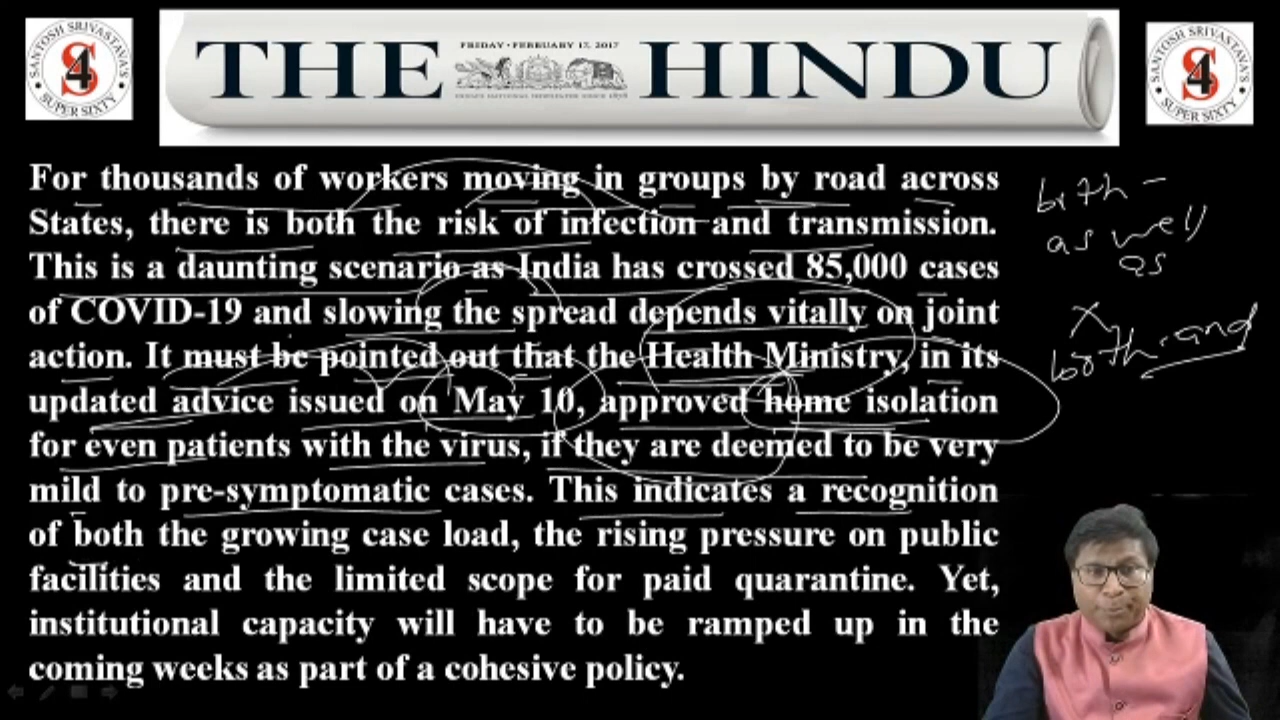 SANTOSH SRIVASTAVA'S
S4
SUPER SIXTY
FRIDAY • FEBRUARY 17, 2017
THE HINDU
SANTOSH SRIVASTAVA'S
S4
SUPER SIXTY
For thousands of workers moving in groups by road across
States, there is both the risk of infection and transmission.
This is a daunting scenario as India has crossed 85,000 cases
of COVID-19 and slowing the spread depends vitally on joint
action. It must be pointed out that the Health Ministry, in its
updated advice issued on May 10, approved home isolation
for even patients with the virus, if they are deemed to be very
mild to pre-symptomatic cases. This indicates a recognition
of both the growing case load, the rising pressure on public
facilities and the limited scope for paid quarantine. Yet,
institutional capacity will have to be ramped up in the
coming weeks as part of a cohesive policy.
both -
as well
as
x
both - and